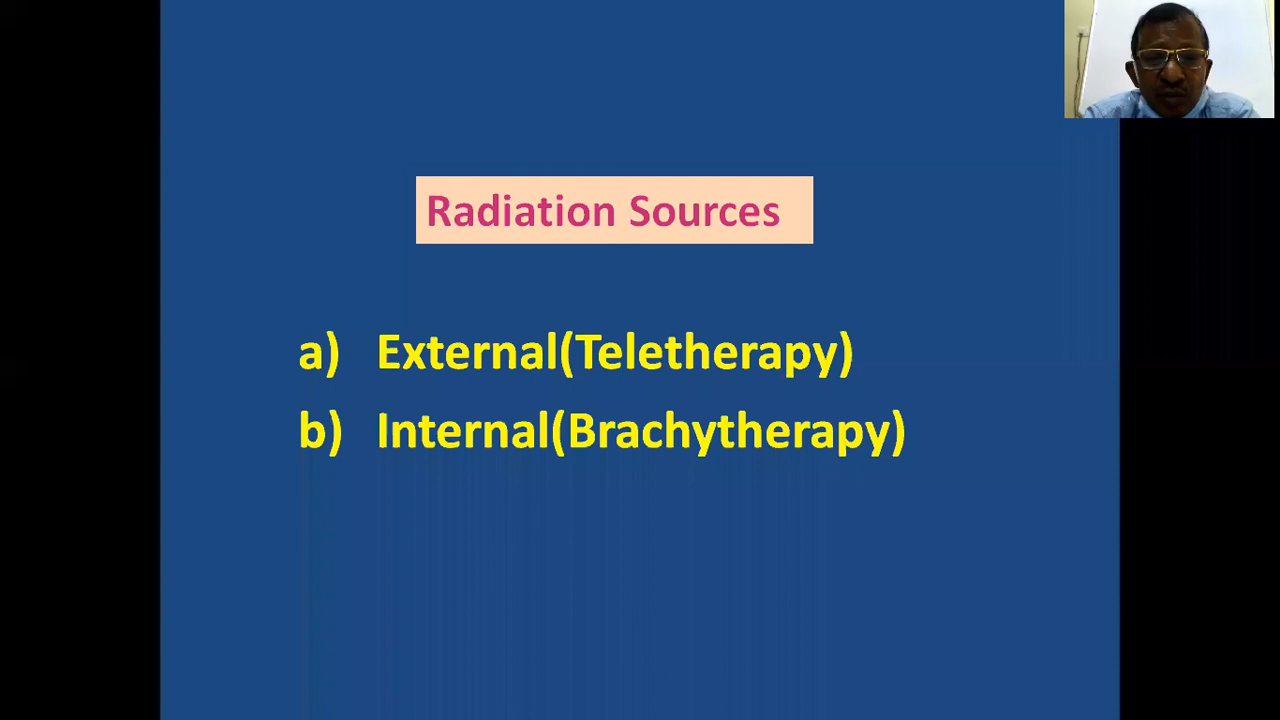 Radiation Sources
a) External(Teletherapy)
b) Internal(Brachytherapy)